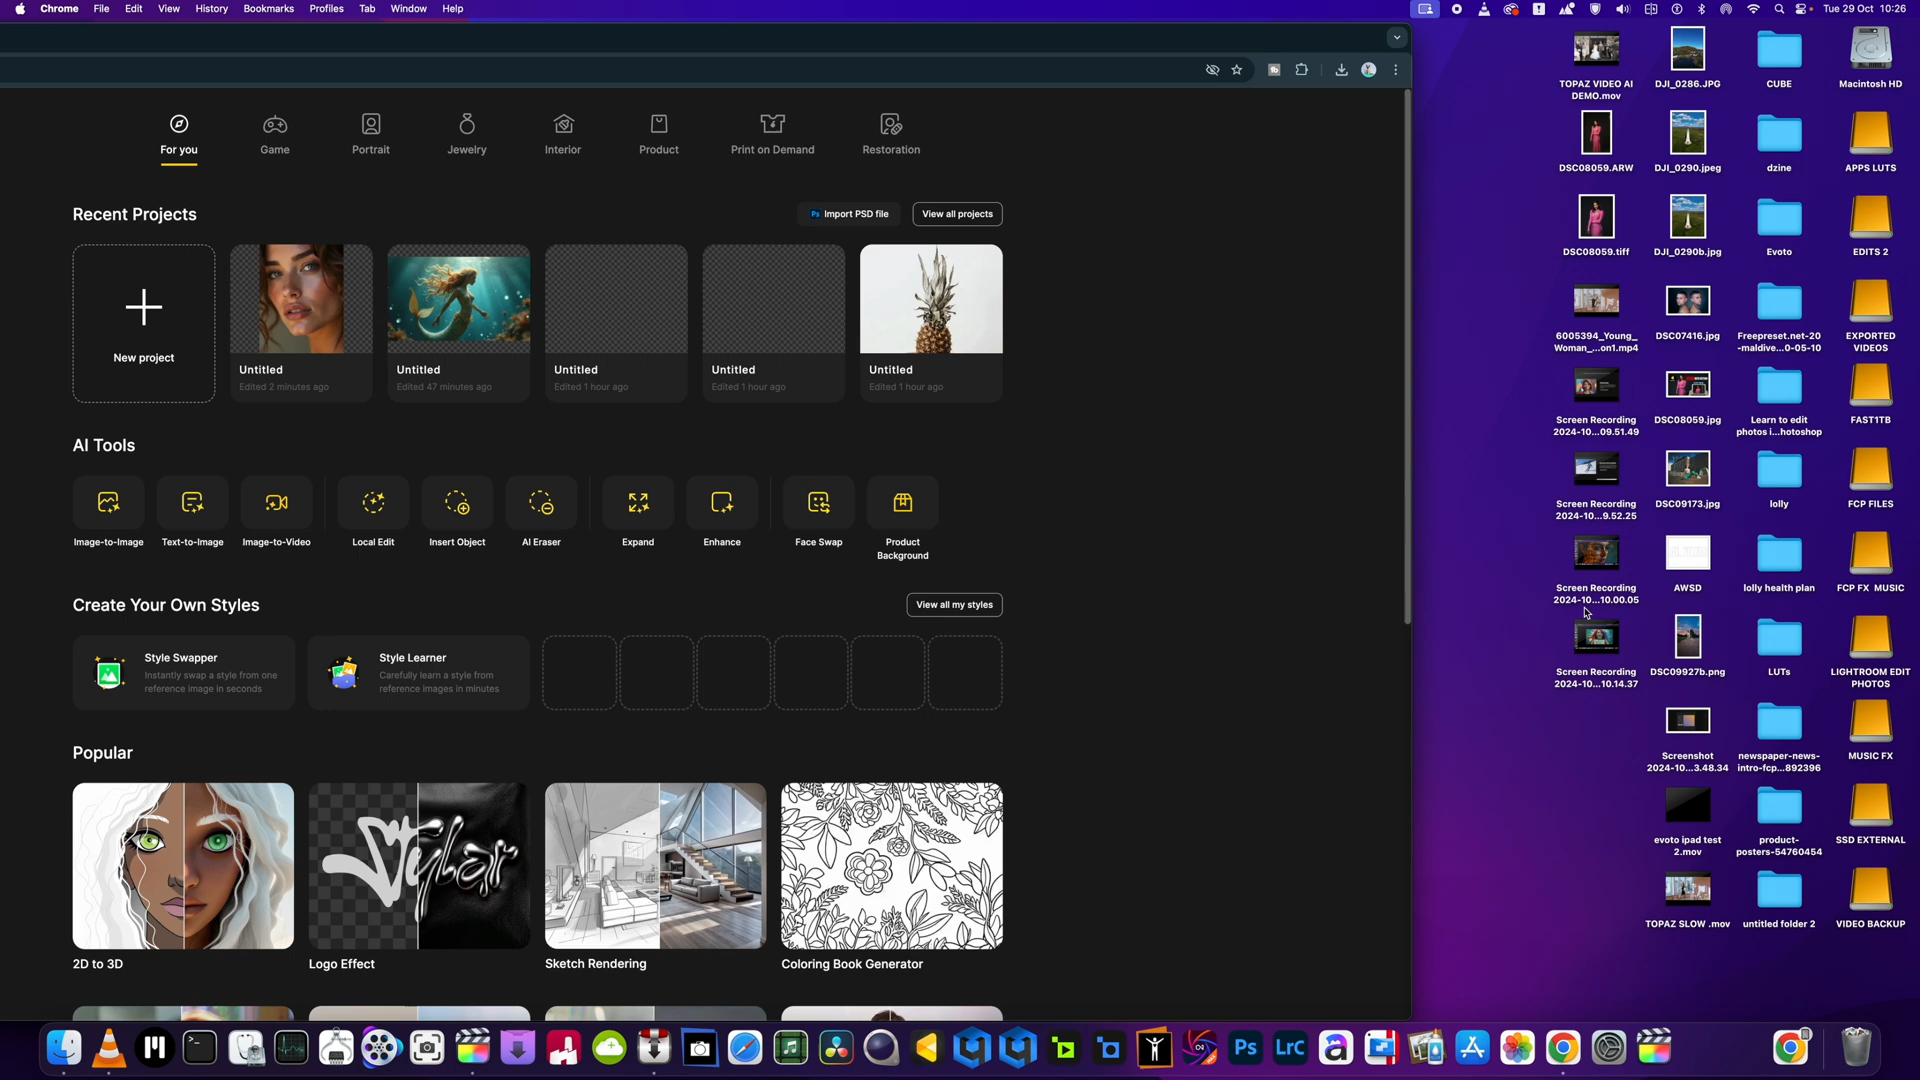 Chrome File Edit View History Bookmarks Profiles Tab Window Help
Tue 29 Oct 10:26
For you
Game
Portrait
Jewelry
Interior
Product
Print on Demand
Restoration
Recent Projects
Ps Import PSD file
View all projects
New project
Untitled
Edited 2 minutes ago
Untitled
Edited 47 minutes ago
Untitled
Edited 1 hour ago
Untitled
Edited 1 hour ago
Untitled
Edited 1 hour ago
AI Tools
Image-to-Image
Text-to-Image
Image-to-Video
Local Edit
Insert Object
AI Eraser
Expand
Enhance
Face Swap
Product
Background
Create Your Own Styles
View all my styles
Style Swapper
Instantly swap a style from one
reference image in seconds
Style Learner
Carefully learn a style from
reference images in minutes
Popular
Stylar
2D to 3D
Logo Effect
Sketch Rendering
Coloring Book Generator
TOPAZ VIDEO AI
DEMO.mov
DJI_0286.JPG
CUBE
Macintosh HD
DSC08059.ARW
DJI_0290.jpeg
dzine
APPS LUTS
DSC08059.tiff
DJI_0290b.jpg
Evoto
EDITS 2
6005394_Young_
Woman_...on1.mp4
DSC07416.jpg
Freepreset.net-20
-maldive...0-05-10
EXPORTED
VIDEOS
Screen Recording
2024-10...09.51.49
DSC08059.jpg
Learn to edit
photos i...hotoshop
FAST1TB
Screen Recording
2024-10...9.52.25
DSC09173.jpg
lolly
FCP FILES
Screen Recording
2024-10...10.00.05
AWSD
lolly health plan
FCP FX MUSIC
Screen Recording
2024-10...10.14.37
DSC09927b.png
LUTs
LIGHTROOM EDIT
PHOTOS
Screenshot
2024-10...3.48.34
newspaper-news-
intro-fcp...892396
MUSIC FX
evoto ipad test
2.mov
product-
posters-54760454
SSD EXTERNAL
TOPAZ SLOW .mov
untitled folder 2
VIDEO BACKUP
Ps
LrC